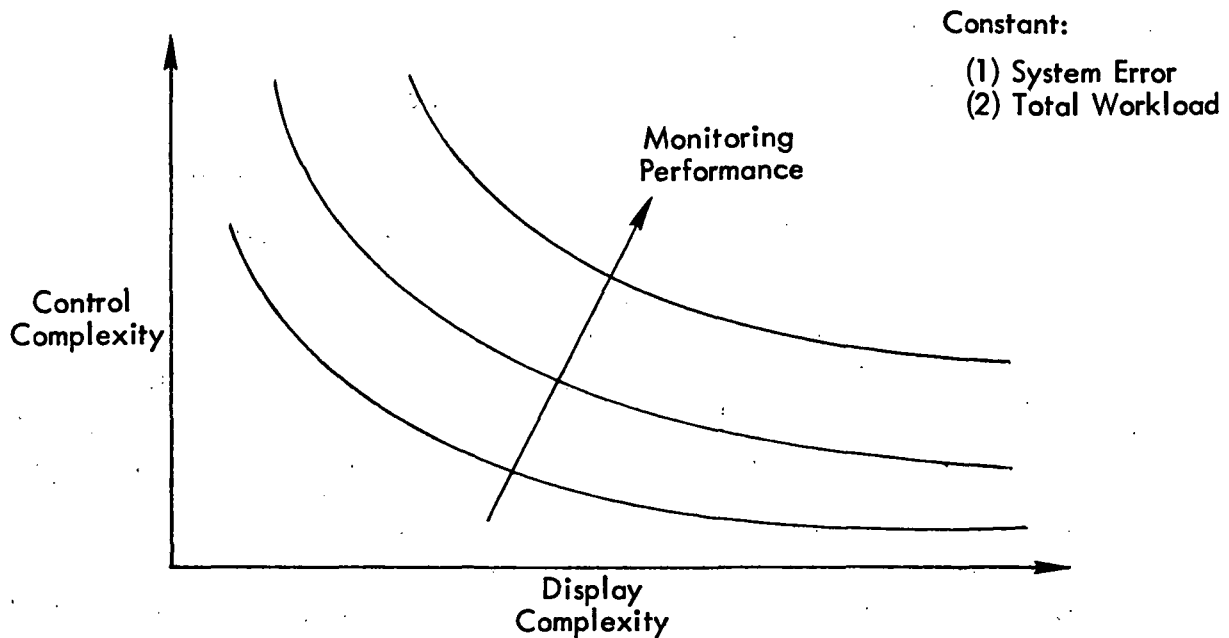 Constant:
(1) System Error
(2) Total Workload
Monitoring
Performance
Control
Complexity
Display
Complexity